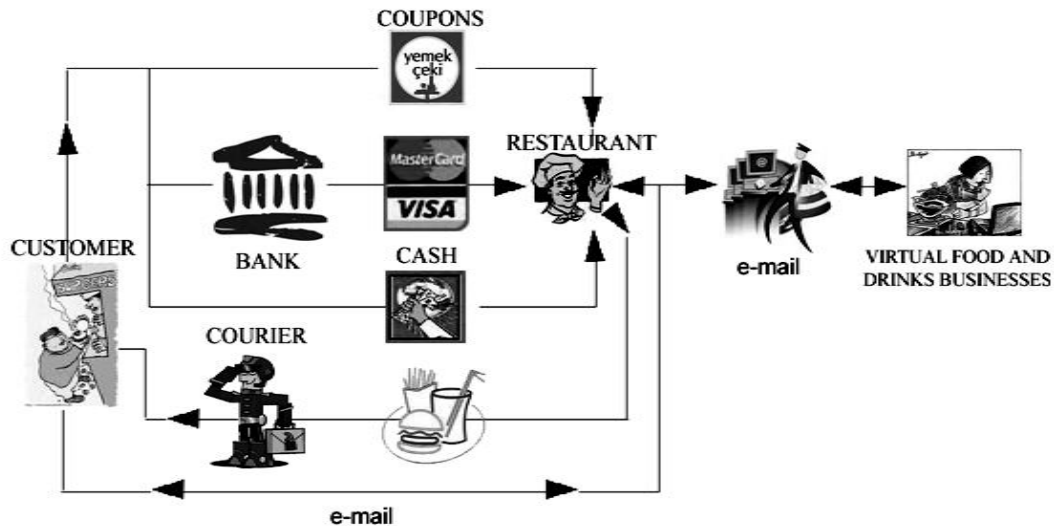 COUPONS
yemek
çeki
RESTAURANT
MasterCard
VISA
CUSTOMER
BANK
CASH
e-mail
VIRTUAL FOOD AND
DRINKS BUSINESSES
COURIER
e-mail